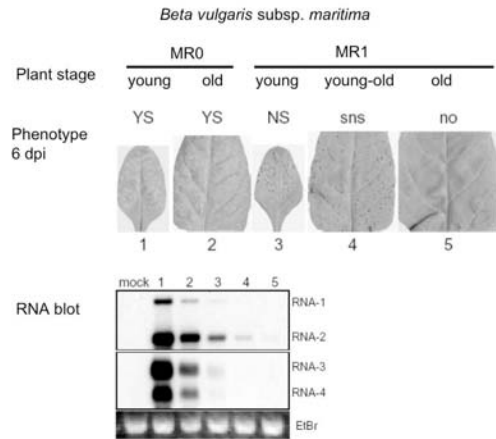 Beta vulgaris subsp. maritima
MR0 MR1
Plant stage
young old young young-old old
Phenotype
6 dpi
YS YS NS sns no
1 2 3 4 5
RNA blot
mock 1 2 3 4 5
RNA-1
RNA-2
RNA-3
RNA-4
EtBr